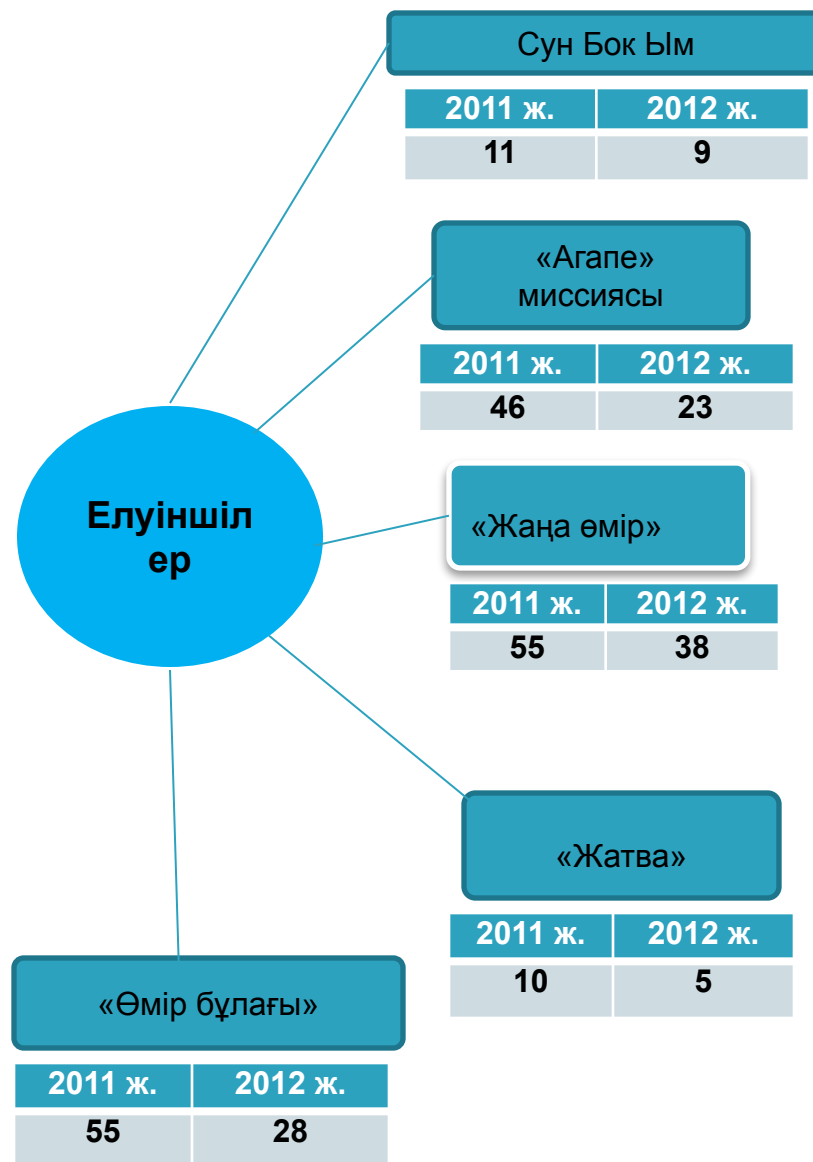 Сун Бок Ым
2011 ж. 2012 ж.
11 9
«Агапе»
миссиясы
2011 ж. 2012 ж.
46 23
Елуіншіл
ер
«Жаңа өмір»
2011 ж. 2012 ж.
55 38
«Жатва»
2011 ж. 2012 ж.
10 5
«Өмір бұлағы»
2011 ж. 2012 ж.
55 28